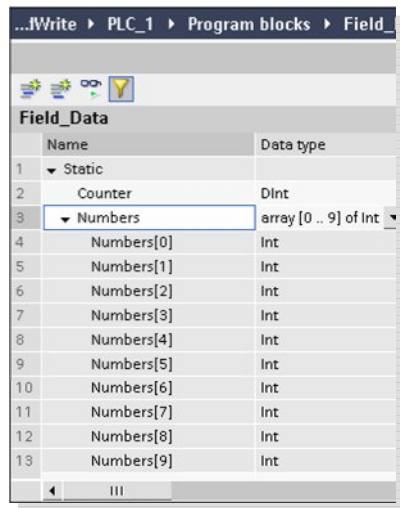 ...fWrite ▸ PLC_1 ▸ Program blocks ▸ Field_
Field_Data
Name Data type
1 Static
2 Counter DInt
3 Numbers array [0 .. 9] of Int
4 Numbers[0] Int
5 Numbers[1] Int
6 Numbers[2] Int
7 Numbers[3] Int
8 Numbers[4] Int
9 Numbers[5] Int
10 Numbers[6] Int
11 Numbers[7] Int
12 Numbers[8] Int
13 Numbers[9] Int